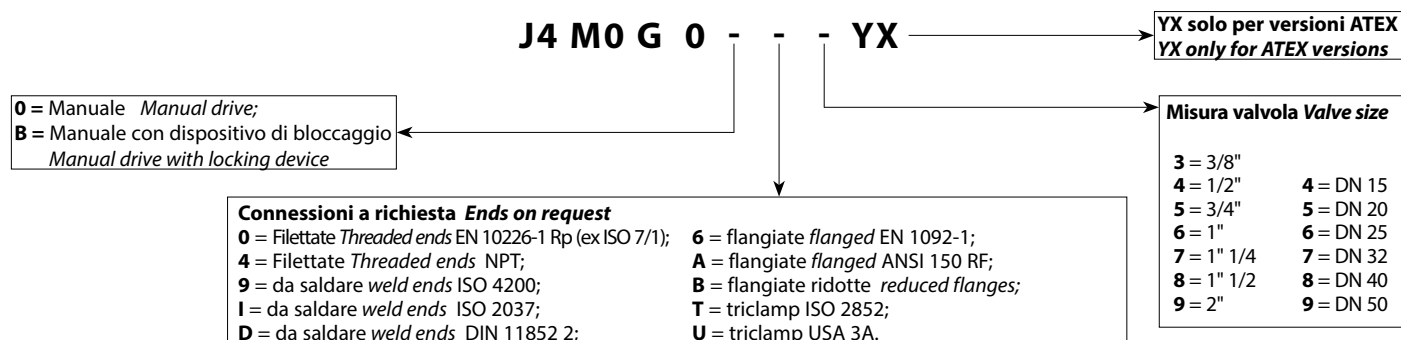 J4 M0 G 0 - - - YX
YX solo per versioni ATEX
YX only for ATEX versions
0 = Manuale Manual drive;
B = Manuale con dispositivo di bloccaggio
Manual drive with locking device
Misura valvola Valve size
3 = 3/8"
4 = 1/2" 4 = DN 15
5 = 3/4" 5 = DN 20
6 = 1" 6 = DN 25
7 = 1" 1/4 7 = DN 32
8 = 1" 1/2 8 = DN 40
9 = 2" 9 = DN 50
Connessioni a richiesta Ends on request
0 = Filettate Threaded ends EN 10226-1 Rp (ex ISO 7/1); 6 = flangiate flanged EN 1092-1;
4 = Filettate Threaded ends NPT; A = flangiate flanged ANSI 150 RF;
9 = da saldare weld ends ISO 4200; B = flangiate ridotte reduced flanges;
I = da saldare weld ends ISO 2037; T = triclamp ISO 2852;
D = da saldare weld ends DIN 11852 2; U = triclamp USA 3A.